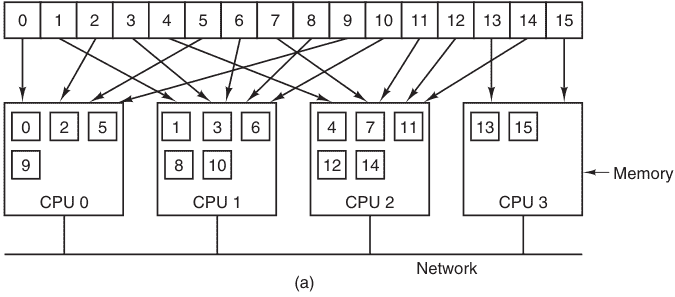 0 1 2 3 4 5 6 7 8 9 10 11 12 13 14 15
0 2 5 1 3 6 4 7 11 13 15
9 8 10 12 14
CPU 0 CPU 1 CPU 2 CPU 3
Memory
Network
(a)